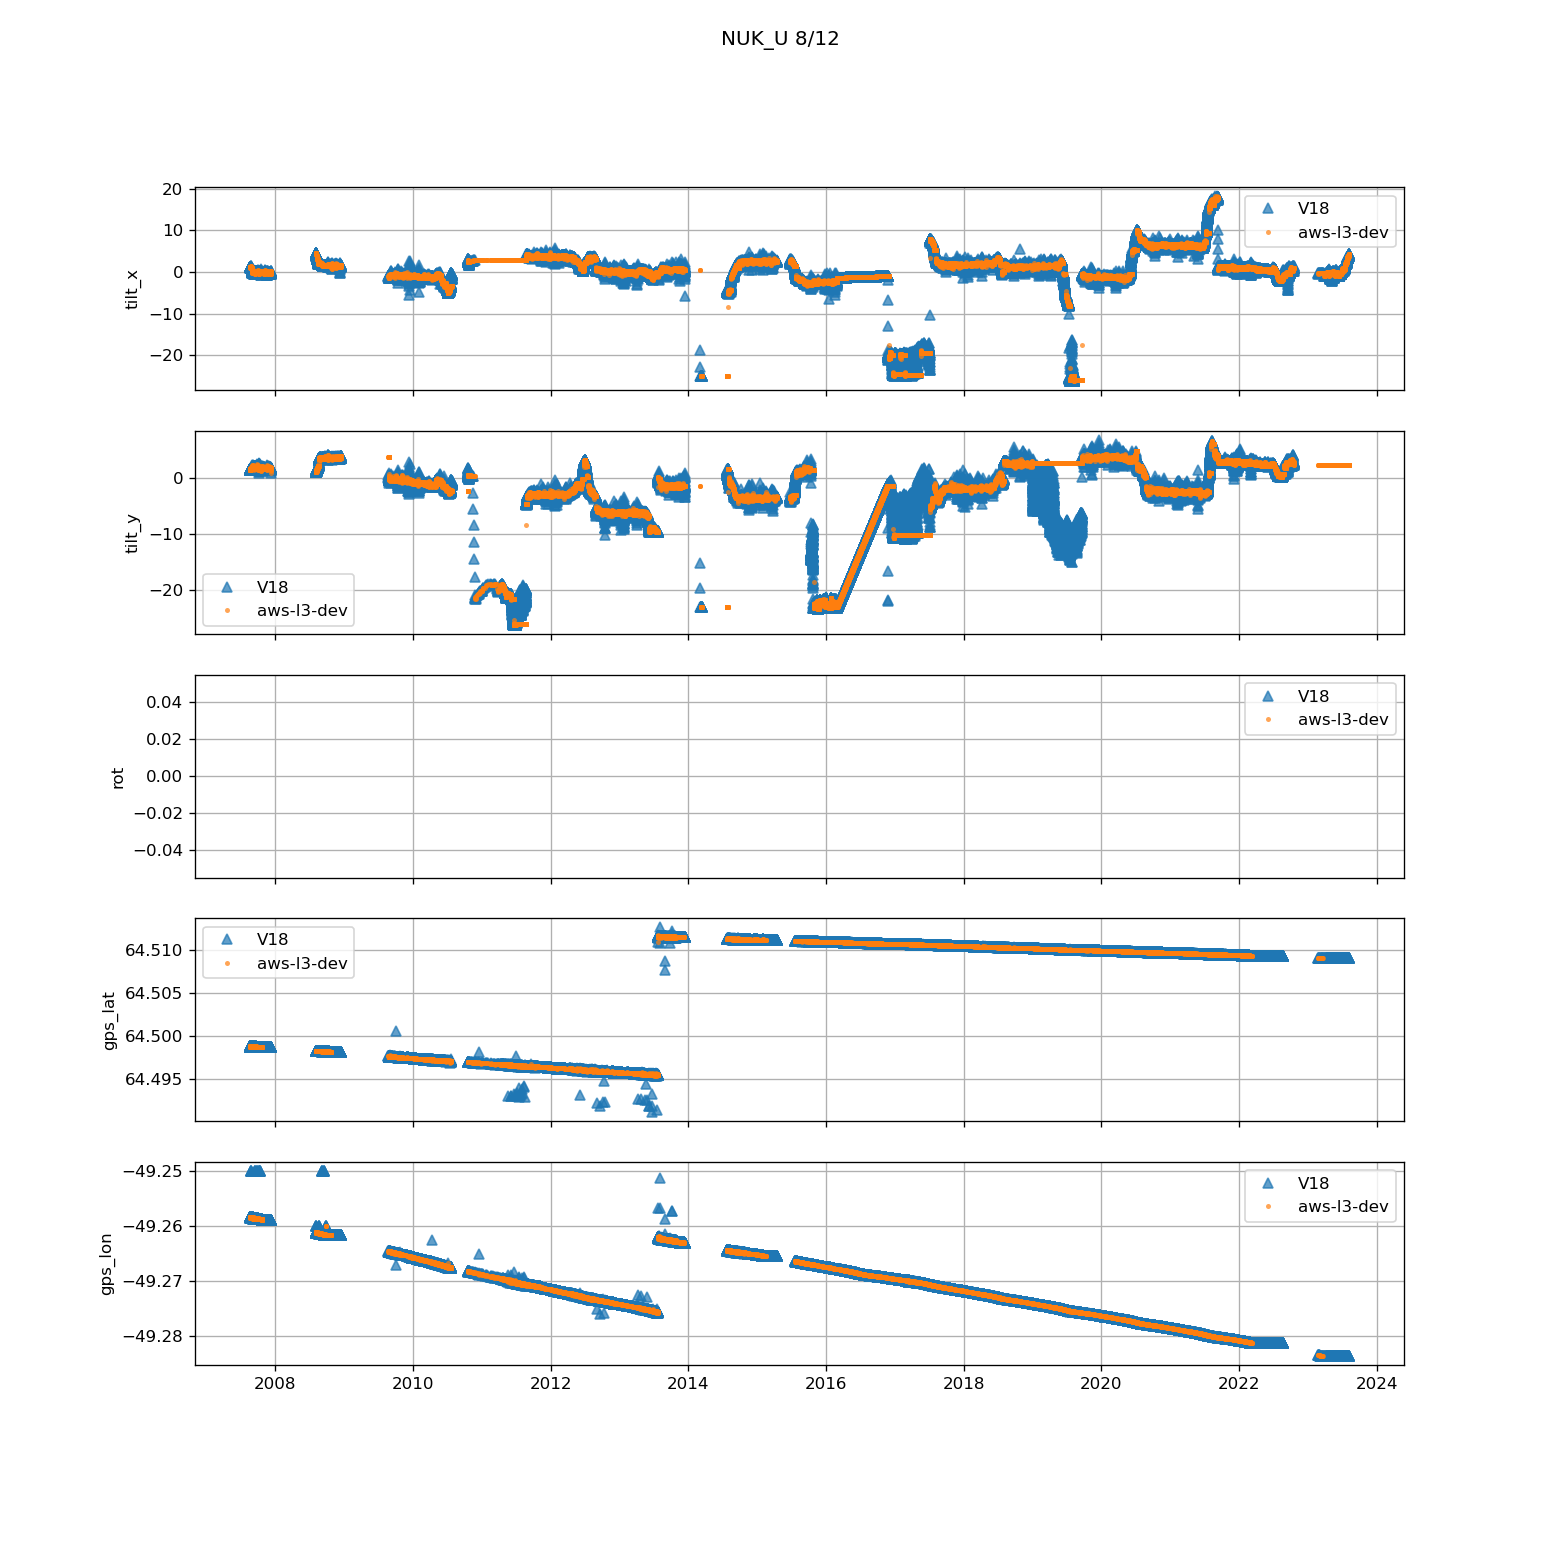 NUK_U 8/12
20
10
0
−10
−20
tilt_x
V18
aws-l3-dev
0
−10
−20
tilt_y
V18
aws-l3-dev
0.04
0.02
0.00
−0.02
−0.04
rot
V18
aws-l3-dev
64.510
64.505
64.500
64.495
gps_lat
V18
aws-l3-dev
−49.25
−49.26
−49.27
−49.28
gps_lon
V18
aws-l3-dev
2008 2010 2012 2014 2016 2018 2020 2022 2024